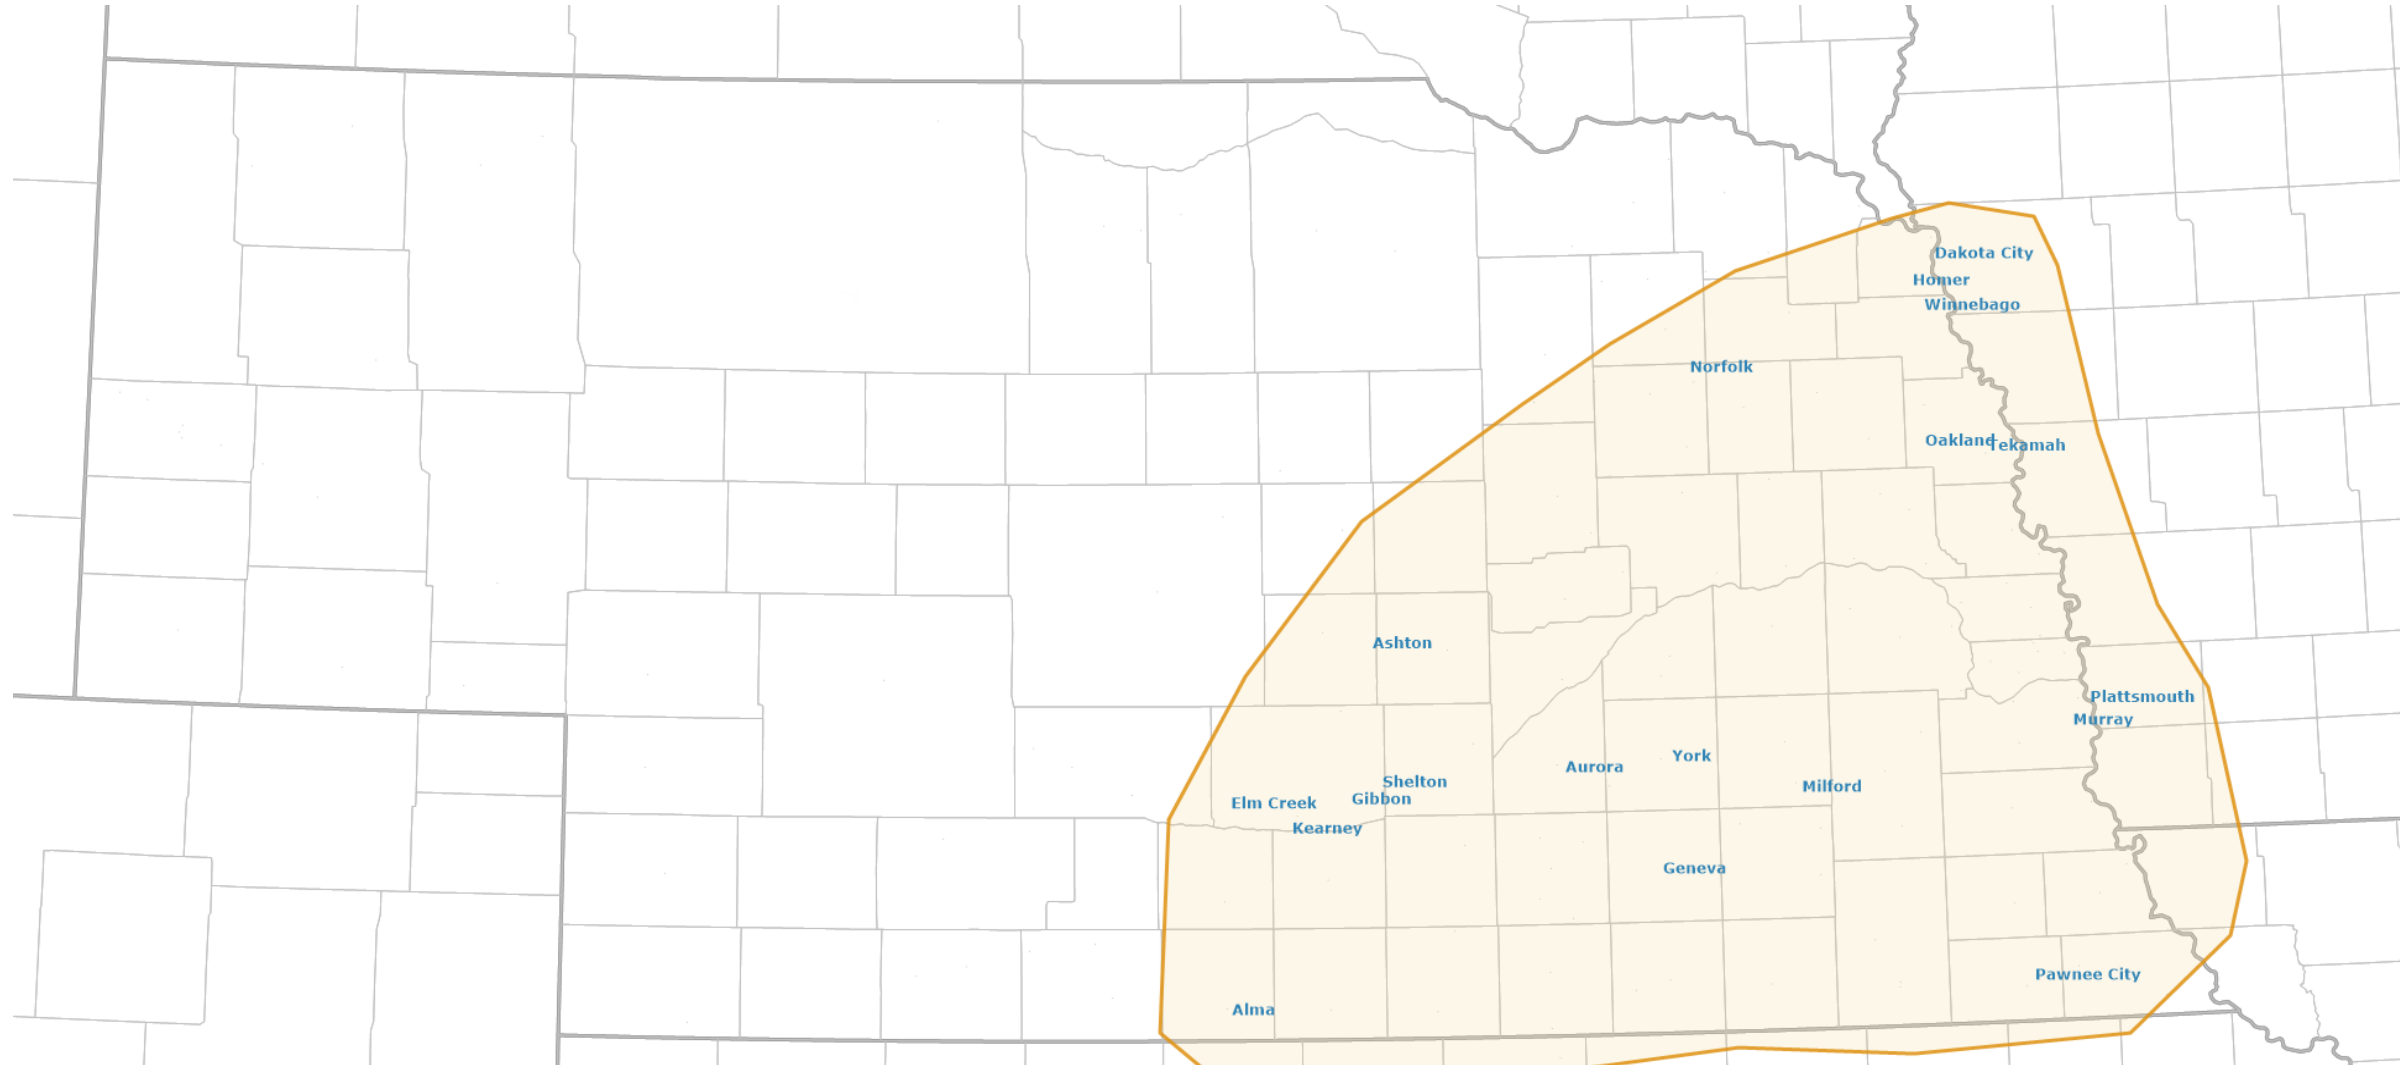 Dakota City
Homer
Winnebago
Norfolk
Oakland
Tekamah
Ashton
Plattsmouth
Murray
York
Aurora
Shelton
Milford
Gibbon
Elm Creek
Kearney
Geneva
Pawnee City
Alma